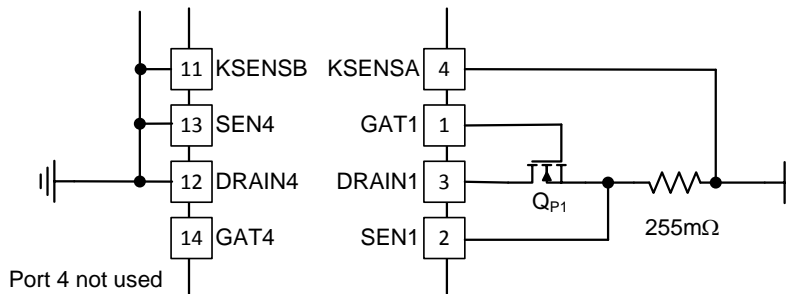 11 KSENSB KSENSA 4
13 SEN4 GAT1 1
12 DRAIN4 DRAIN1 3
QP1
14 GAT4 SEN1 2
255mΩ
Port 4 not used